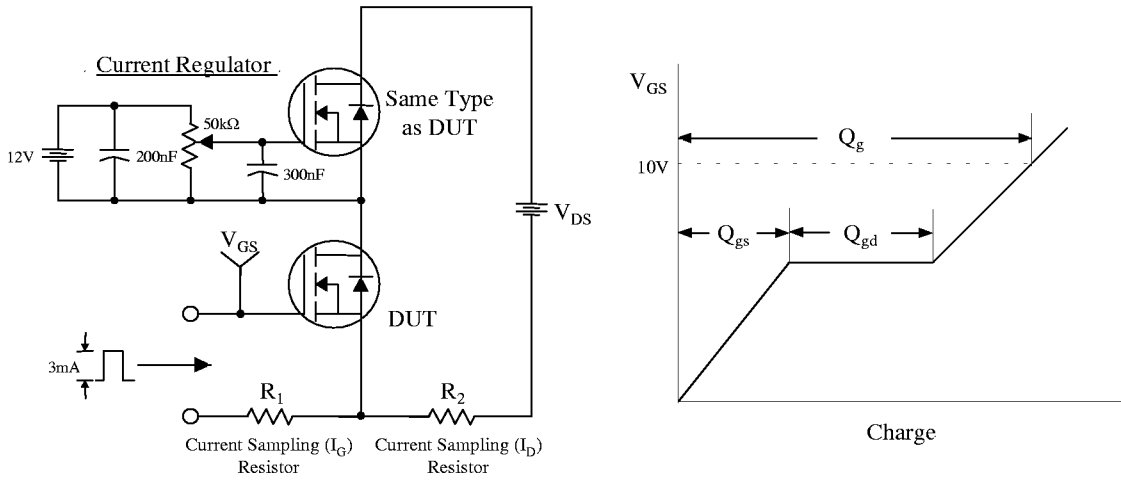 Current Regulator
50kΩ
12V
200nF
300nF
Same Type
as DUT
V_DS
V_GS
DUT
3mA
R_1
R_2
Current Sampling (I_G)
Resistor
Current Sampling (I_D)
Resistor
V_GS
Q_g
10V
Q_gs
Q_gd
Charge